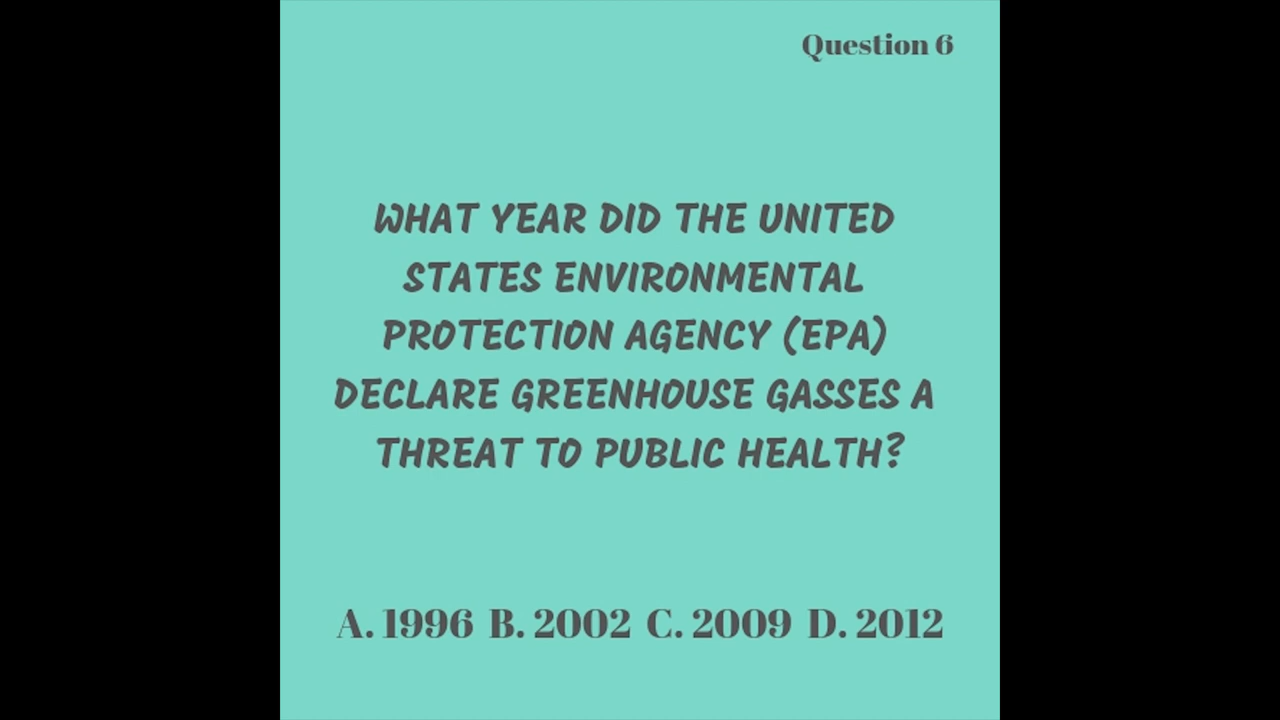 Question 6
WHAT YEAR DID THE UNITED
STATES ENVIRONMENTAL
PROTECTION AGENCY (EPA)
DECLARE GREENHOUSE GASSES A
THREAT TO PUBLIC HEALTH?
A. 1996 B. 2002 C. 2009 D. 2012